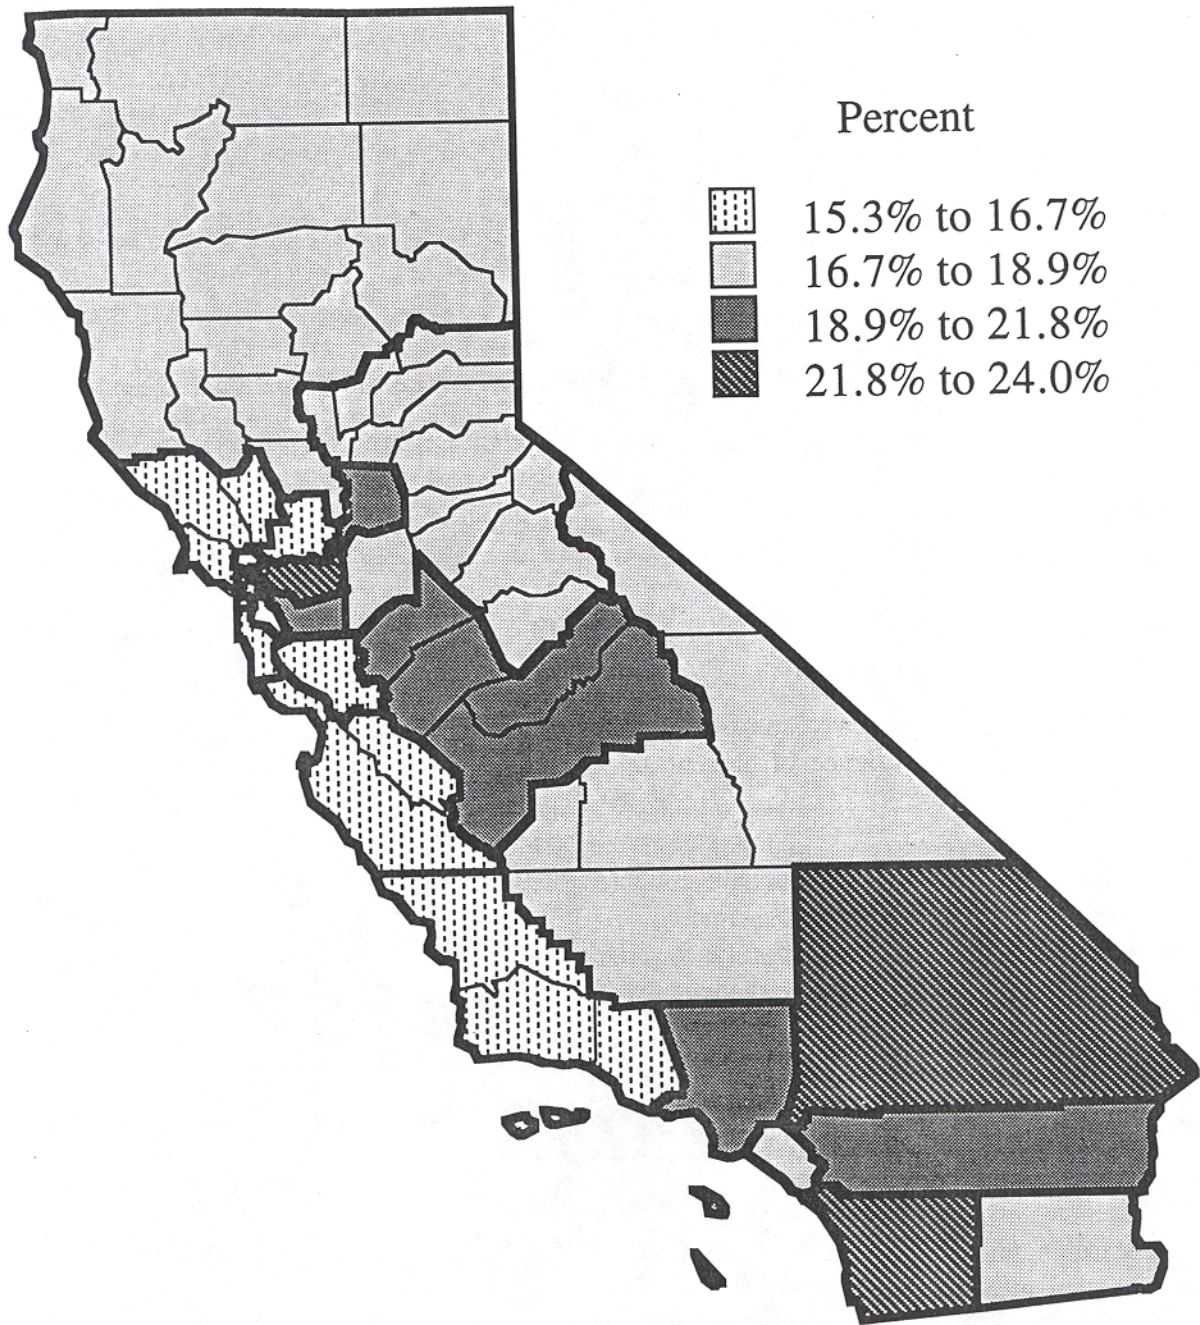 Percent
15.3% to 16.7%
16.7% to 18.9%
18.9% to 21.8%
21.8% to 24.0%